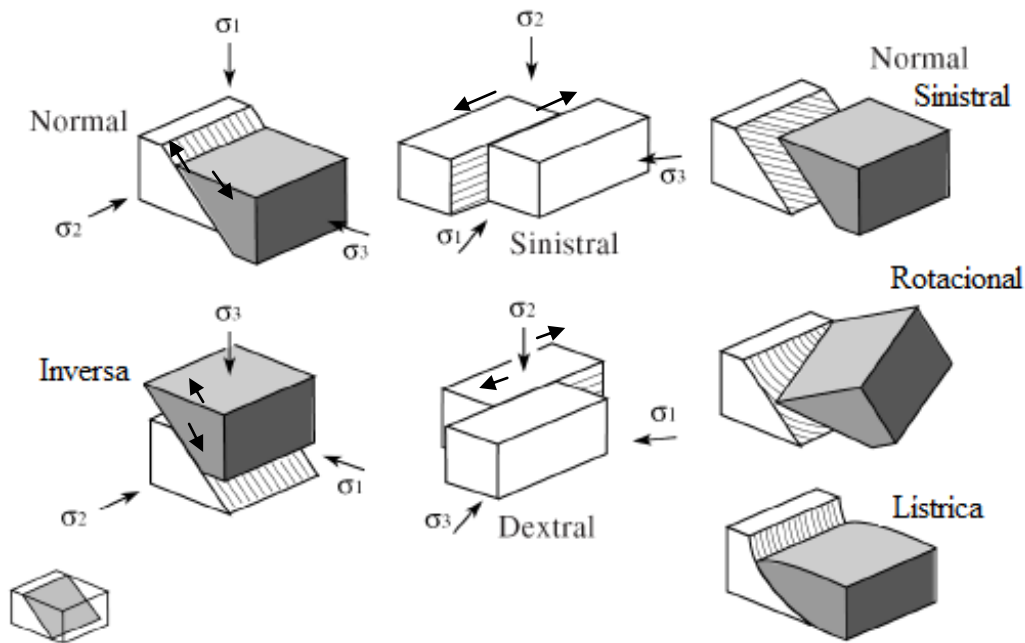 σ1
Normal
σ2
σ3
σ2
σ3
σ1
Sinistral
Normal
Sinistral
σ3
Inversa
σ2
σ1
σ2
σ1
σ3
Dextral
Rotacional
Lístrica